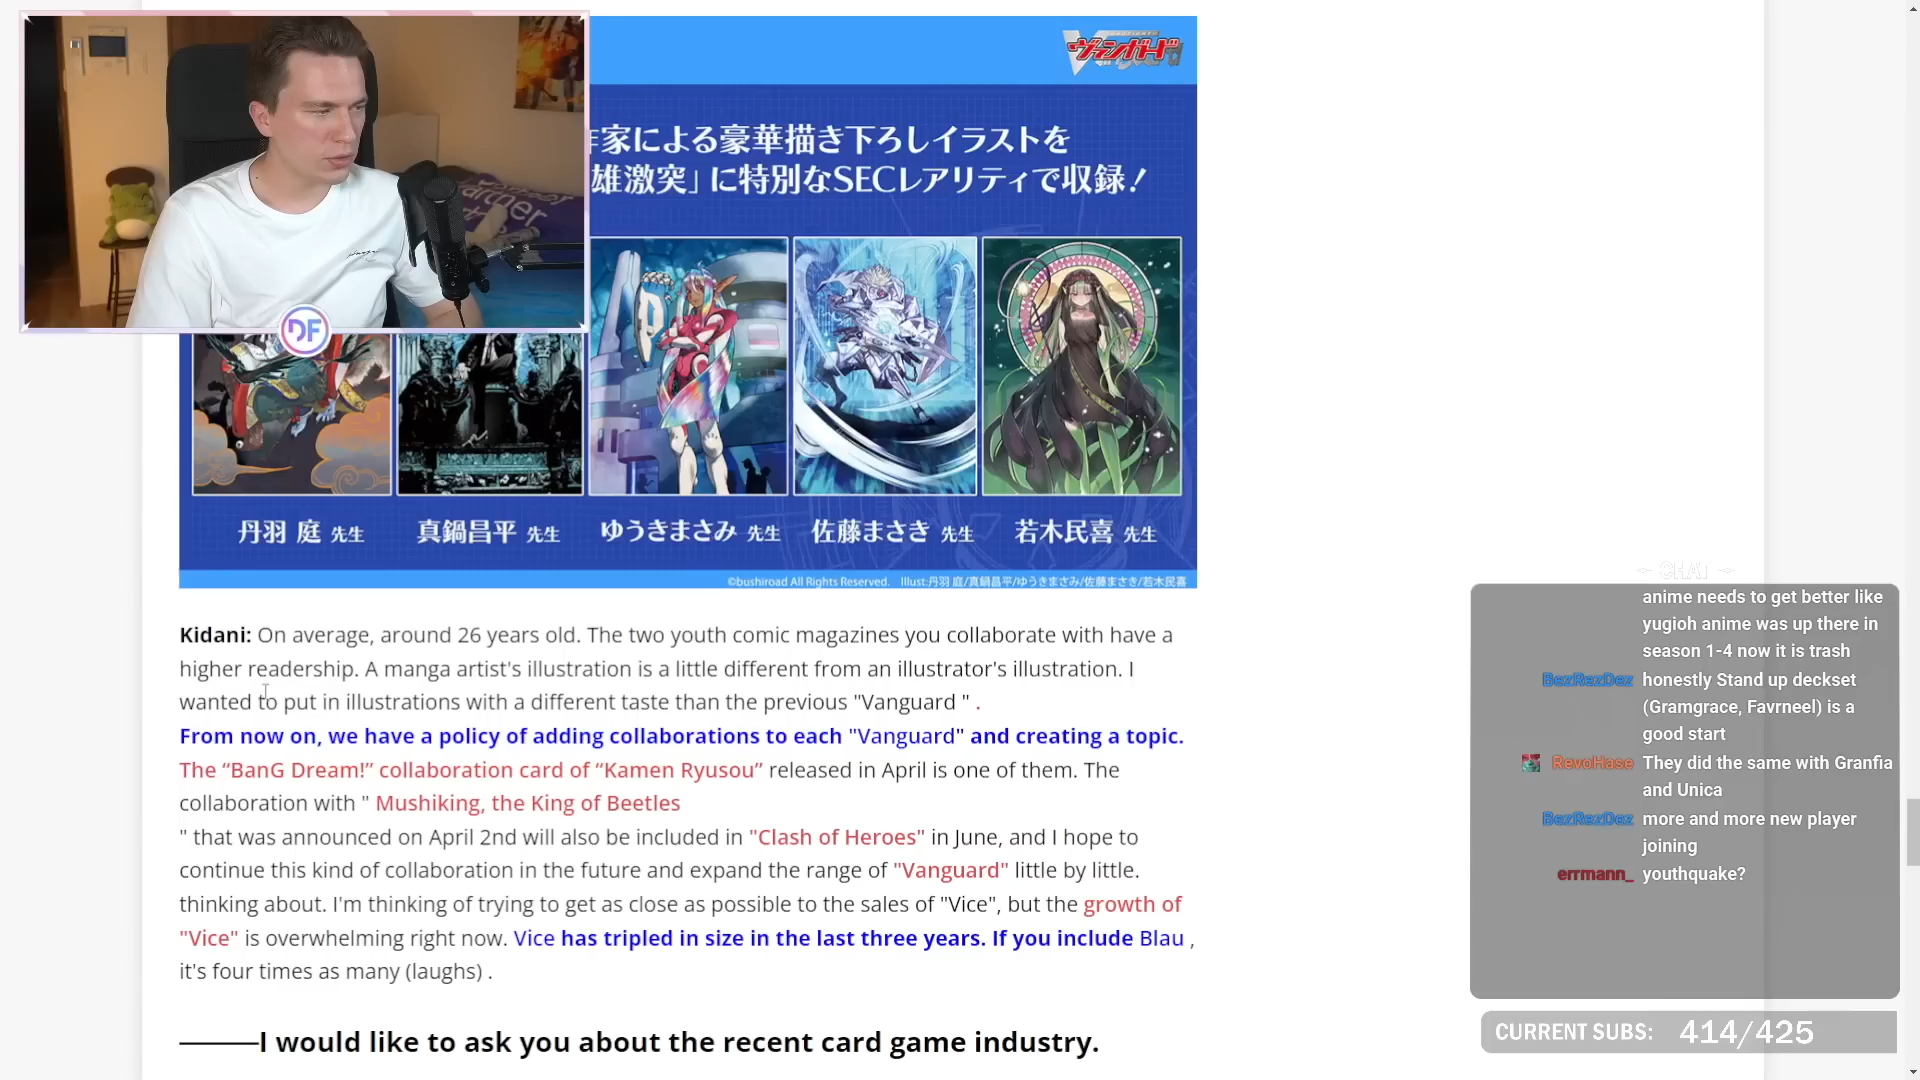 ヴァンガード
家による豪華描き下ろしイラストを
雄激突」に特別なSECレアリティで収録！
DF
丹羽 庭 先生
真鍋昌平 先生
ゆうきまさみ 先生
佐藤まさき 先生
若木民喜 先生
©bushiroad All Rights Reserved. Illust:丹羽 庭/真鍋昌平/ゆうきまさみ/佐藤まさき/若木民喜
Kidani: On average, around 26 years old. The two youth comic magazines you collaborate with have a
higher readership. A manga artist's illustration is a little different from an illustrator's illustration. I
wanted to put in illustrations with a different taste than the previous "Vanguard " .
From now on, we have a policy of adding collaborations to each "Vanguard" and creating a topic.
The “BanG Dream!” collaboration card of “Kamen Ryusou” released in April is one of them. The
collaboration with " Mushiking, the King of Beetles
" that was announced on April 2nd will also be included in "Clash of Heroes" in June, and I hope to
continue this kind of collaboration in the future and expand the range of "Vanguard" little by little.
thinking about. I'm thinking of trying to get as close as possible to the sales of "Vice", but the growth of
"Vice" is overwhelming right now. Vice has tripled in size in the last three years. If you include Blau ,
it's four times as many (laughs) .
———I would like to ask you about the recent card game industry.
CHAT
anime needs to get better like
yugioh anime was up there in
season 1-4 now it is trash
BezRezDez honestly Stand up deckset
(Gramgrace, Favrneel) is a
good start
RevoHase They did the same with Granfia
and Unica
BezRezDez more and more new player
joining
errmann_ youthquake?
CURRENT SUBS: 414/425